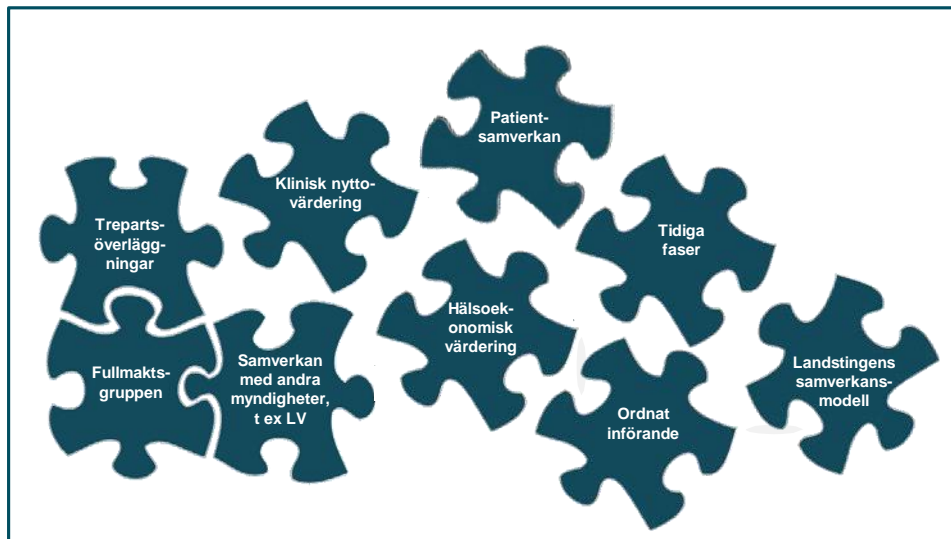 Patient-
samverkan
Klinisk nytto-
värdering
Treparts-
överlägg-
ningar
Tidiga
faser
Hälsoek-
onomisk
värdering
Fullmakts-
gruppen
Samverkan
med andra
myndigheter,
t ex LV
Ordnat
införande
Landstingens
samverkans-
modell